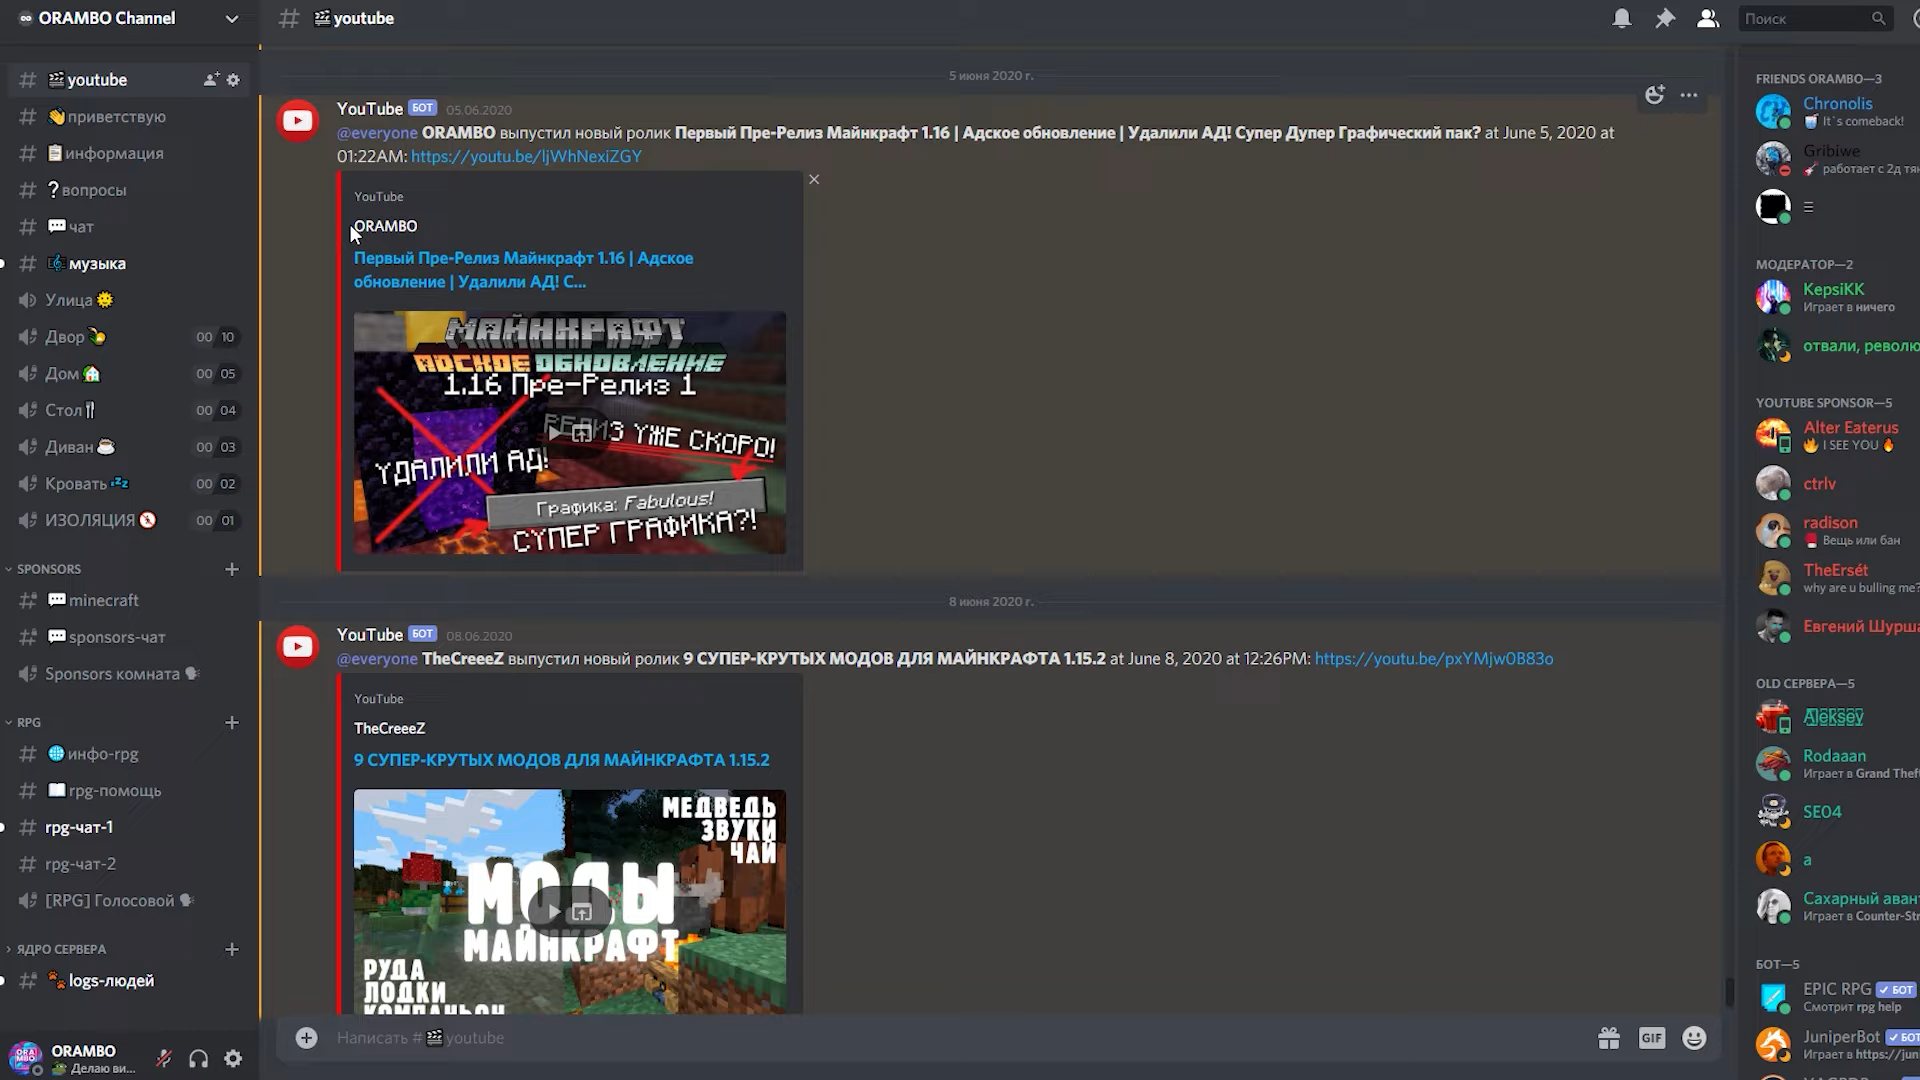 ORAMBO Channel
youtube
приветствую
информация
?вопросы
чат
музыка
Улица
Двор 00 10
Дом 00 05
Стол 00 04
Диван 00 03
Кровать 00 02
ИЗОЛЯЦИЯ 00 01
SPONSORS
minecraft
sponsors-чат
Sponsors комната
RPG
инфо-rpg
rpg-помощь
rpg-чат-1
rpg-чат-2
[RPG] Голосовой
ЯДРО СЕРВЕРА
logs-людей
ORAMBO
Делаю ви...
# youtube
Поиск
5 июня 2020 г.
YouTube БОТ 05.06.2020
@everyone ORAMBO выпустил новый ролик Первый Пре-Релиз Майнкрафт 1.16 | Адское обновление | Удалили АД! Супер Дупер Графический пак? at June 5, 2020 at
01:22AM: https://youtu.be/ljWhNexiZGY
YouTube
ORAMBO
Первый Пре-Релиз Майнкрафт 1.16 | Адское
обновление | Удалили АД! С...
МАЙНКРАФТ
АДСКОЕ ОБНОВЛЕНИЕ
1.16 Пре-Релиз 1
РЕЛИЗ УЖЕ СКОРО!
УДАЛИЛИ АД!
Графика: Fabulous!
СУПЕР ГРАФИКА?!
8 июня 2020 г.
YouTube БОТ 08.06.2020
@everyone TheCreeeZ выпустил новый ролик 9 СУПЕР-КРУТЫХ МОДОВ ДЛЯ МАЙНКРАФТА 1.15.2 at June 8, 2020 at 12:26PM: https://youtu.be/pxYMjw0B83o
YouTube
TheCreeeZ
9 СУПЕР-КРУТЫХ МОДОВ ДЛЯ МАЙНКРАФТА 1.15.2
МЕДВЕДЬ
ЗВУКИ
ЧАЙ
МОДЫ
МАЙНКРАФТ
РУДА
ЛОДКИ
КОМПАНЬОН
Написать # youtube
GIF
FRIENDS ORAMBO—3
Chronolis
It`s comeback!
Gribiwe
работает с 2д тян
МОДЕРАТОР—2
KepsiKK
Играет в ничего
отвали, револю
YOUTUBE SPONSOR—5
Alter Eaterus
I SEE YOU
ctrlv
radison
Вещь или бан
TheErsét
why are u bulling me?
Евгений Шурша
OLD СЕРВЕРА—5
Aleksey
Rodaaan
Играет в Grand Theft
SE04
a
Сахарный аван
Играет в Counter-Str
БОТ—5
EPIC RPG БОТ
Смотрит rpg help
JuniperBot БОТ
Играет в https://juni